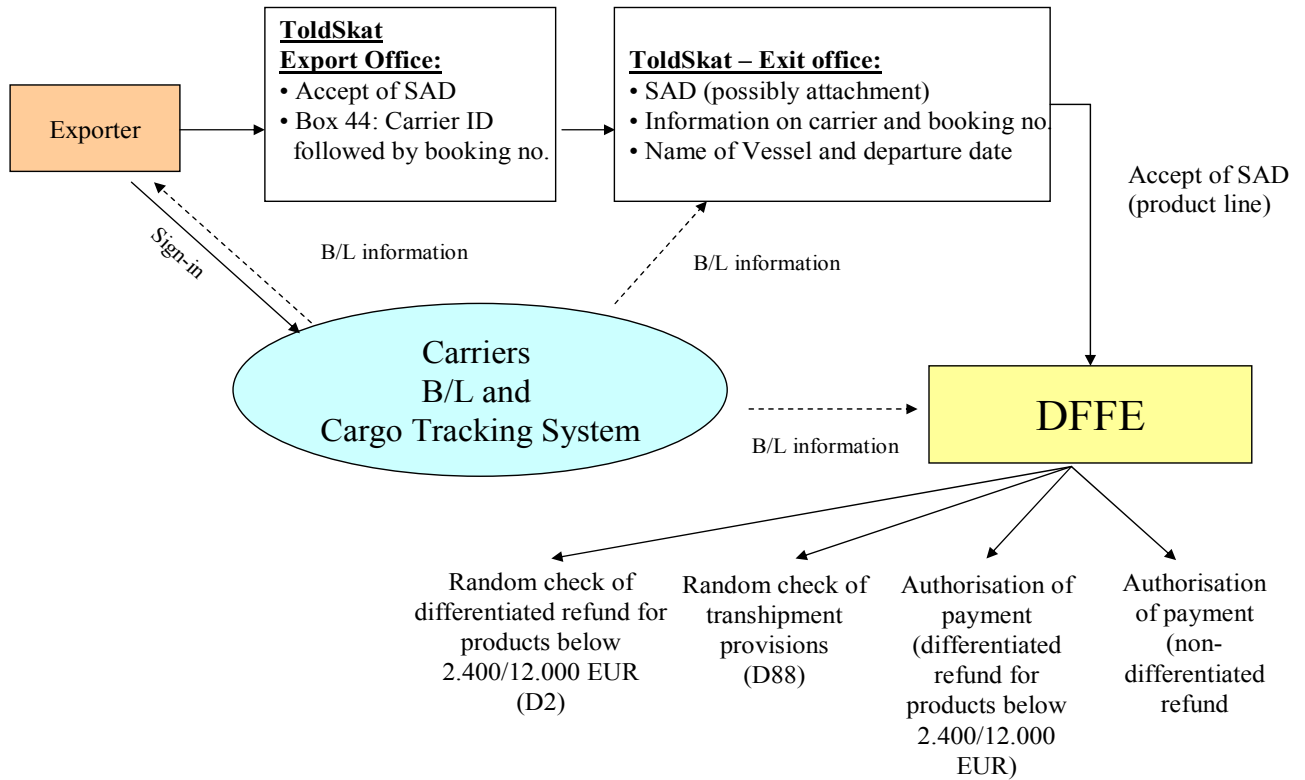 ToldSkat
Export Office:
• Accept of SAD
• Box 44: Carrier ID
followed by booking no.
ToldSkat – Exit office:
• SAD (possibly attachment)
• Information on carrier and booking no.
• Name of Vessel and departure date
Exporter
Accept of SAD
(product line)
Sign-in
B/L information
B/L information
Carriers
B/L and
Cargo Tracking System
B/L information
DFFE
Random check of
differentiated refund for
products below
2.400/12.000 EUR
(D2)
Random check of
transhipment
provisions
(D88)
Authorisation of
payment
(differentiated
refund for
products below
2.400/12.000
EUR)
Authorisation
of payment
(non-
differentiated
refund